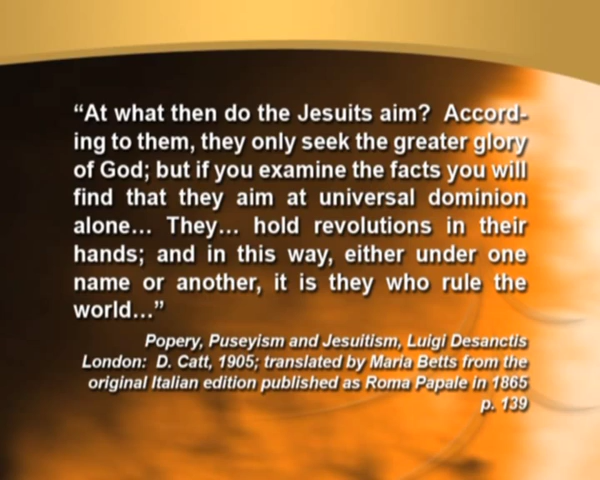 “At what then do the Jesuits aim? Accord-
ing to them, they only seek the greater glory
of God; but if you examine the facts you will
find that they aim at universal dominion
alone... They... hold revolutions in their
hands; and in this way, either under one
name or another, it is they who rule the
world...”
Popery, Puseyism and Jesuitism, Luigi Desanctis
London: D. Catt, 1905; translated by Maria Betts from the
original Italian edition published as Roma Papale in 1865
p. 139